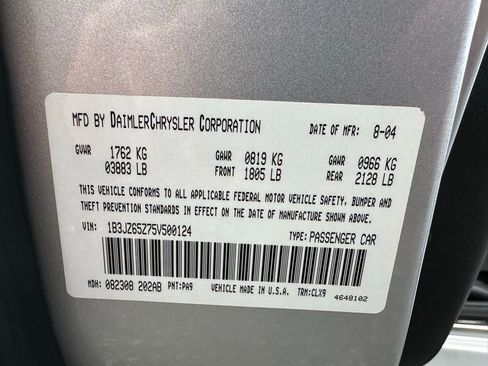 MFD BY DAIMLERCHRYSLER CORPORATION DATE OF MFR: 8-04
GVWR 1762 KG GAWR 0819 KG GAWR 0966 KG
03883 LB FRONT 1805 LB REAR 2128 LB
THIS VEHICLE CONFORMS TO ALL APPLICABLE FEDERAL MOTOR VEHICLE SAFETY, BUMPER AND
THEFT PREVENTION STANDARDS IN EFFECT ON THE DATE OF MANUFACTURE SHOWN ABOVE.
VIN: 1B3JZ65Z75V500124 TYPE: PASSENGER CAR
MDH: 082308 202AB PNT: PA9 VEHICLE MADE IN U.S.A. TRM: CLX9
4648102